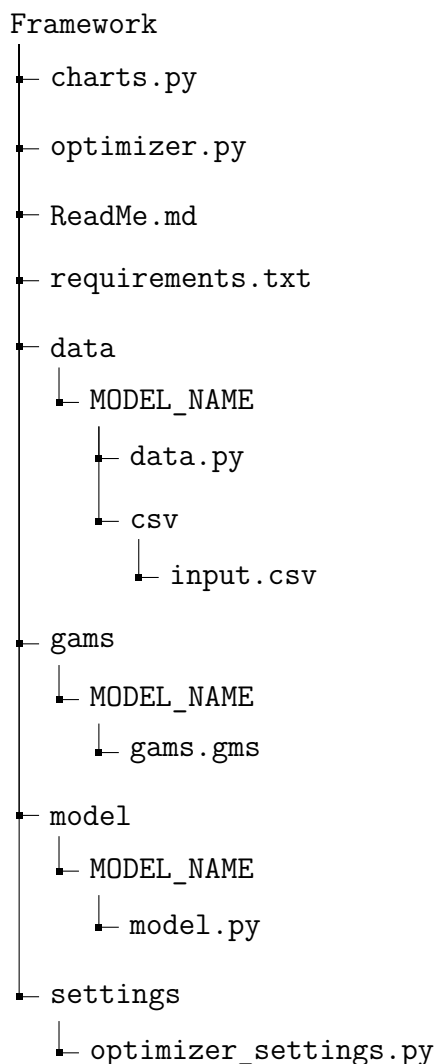 Framework
charts.py
optimizer.py
ReadMe.md
requirements.txt
data
MODEL_NAME
data.py
csv
input.csv
gams
MODEL_NAME
gams.gms
model
MODEL_NAME
model.py
settings
optimizer_settings.py